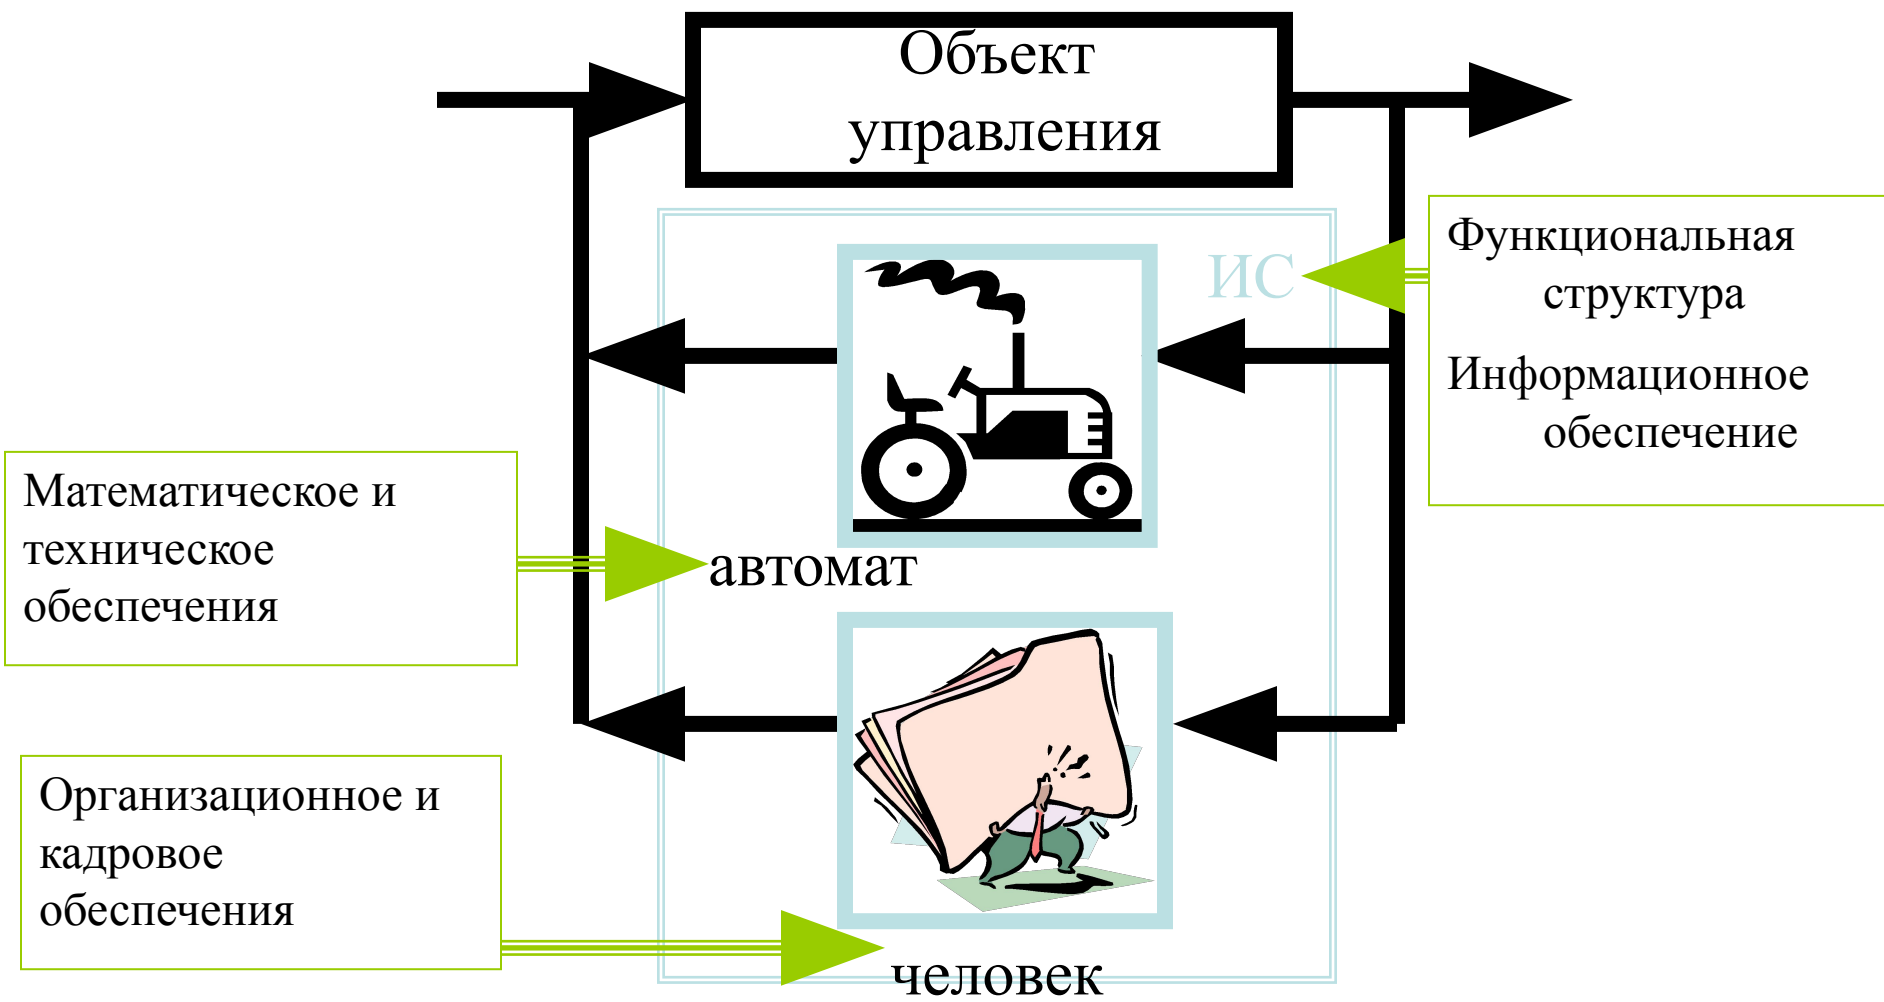 Объект
управления
ИС
Функциональная
структура
Информационное
обеспечение
Математическое и
техническое
обеспечения
автомат
Организационное и
кадровое
обеспечения
человек